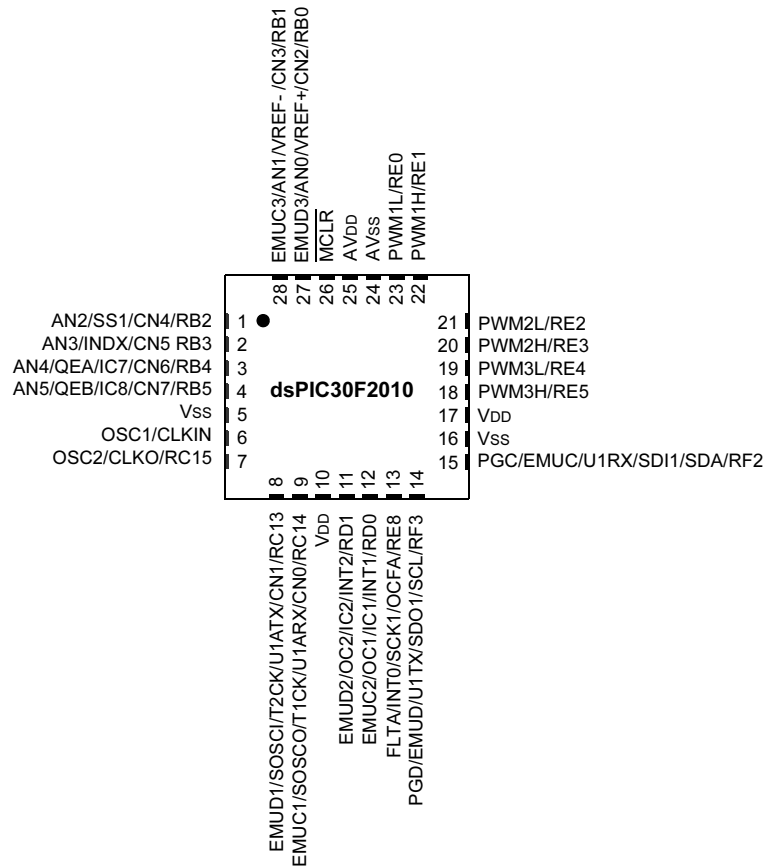 EMUC3/AN1/VREF- /CN3/RB1
EMUD3/AN0/VREF+/CN2/RB0
MCLR
AVDD
AVSS
PWM1L/RE0
PWM1H/RE1
28
27
26
25
24
23
22
AN2/SS1/CN4/RB2 1
AN3/INDX/CN5 RB3 2
AN4/QEA/IC7/CN6/RB4 3
AN5/QEB/IC8/CN7/RB5 4
VSS 5
OSC1/CLKIN 6
OSC2/CLKO/RC15 7
dsPIC30F2010
21 PWM2L/RE2
20 PWM2H/RE3
19 PWM3L/RE4
18 PWM3H/RE5
17 VDD
16 VSS
15 PGC/EMUC/U1RX/SDI1/SDA/RF2
8
9
10
11
12
13
14
EMUD1/SOSCI/T2CK/U1ATX/CN1/RC13
EMUC1/SOSCO/T1CK/U1ARX/CN0/RC14
VDD
EMUD2/OC2/IC2/INT2/RD1
EMUC2/OC1/IC1/INT1/RD0
FLTA/INT0/SCK1/OCFA/RE8
PGD/EMUD/U1TX/SDO1/SCL/RF3